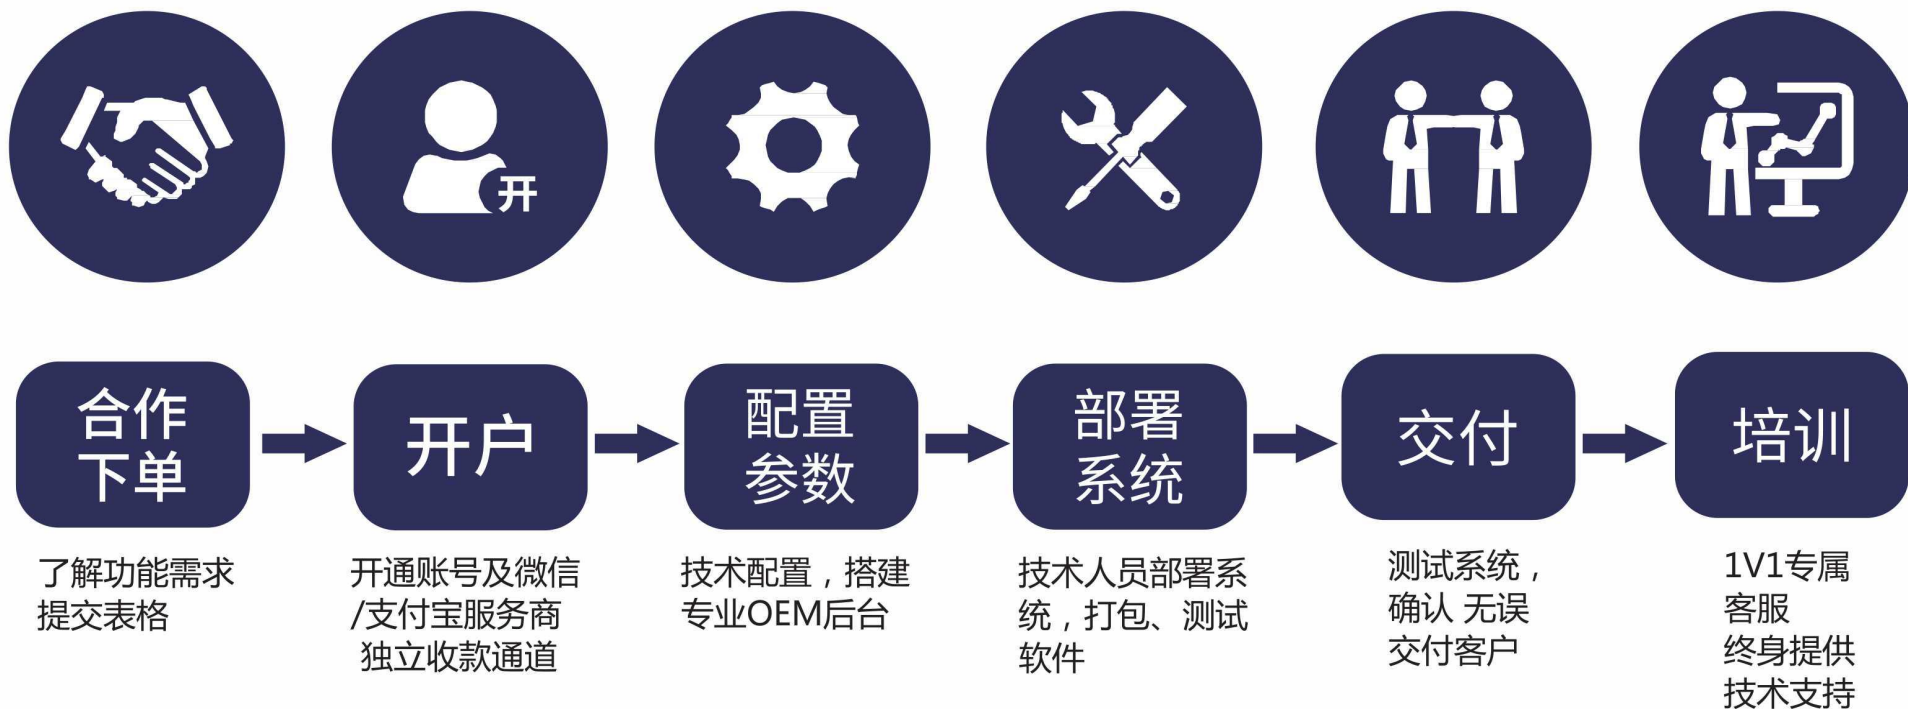 开
合作
下单
开户
配置
参数
部署
系统
交付
培训
了解功能需求
提交表格
开通账号及微信
/支付宝服务商
独立收款通道
技术配置，搭建
专业OEM后台
技术人员部署系
统，打包、测试
软件
测试系统，
确认 无误
交付客户
1V1专属
客服
终身提供
技术支持